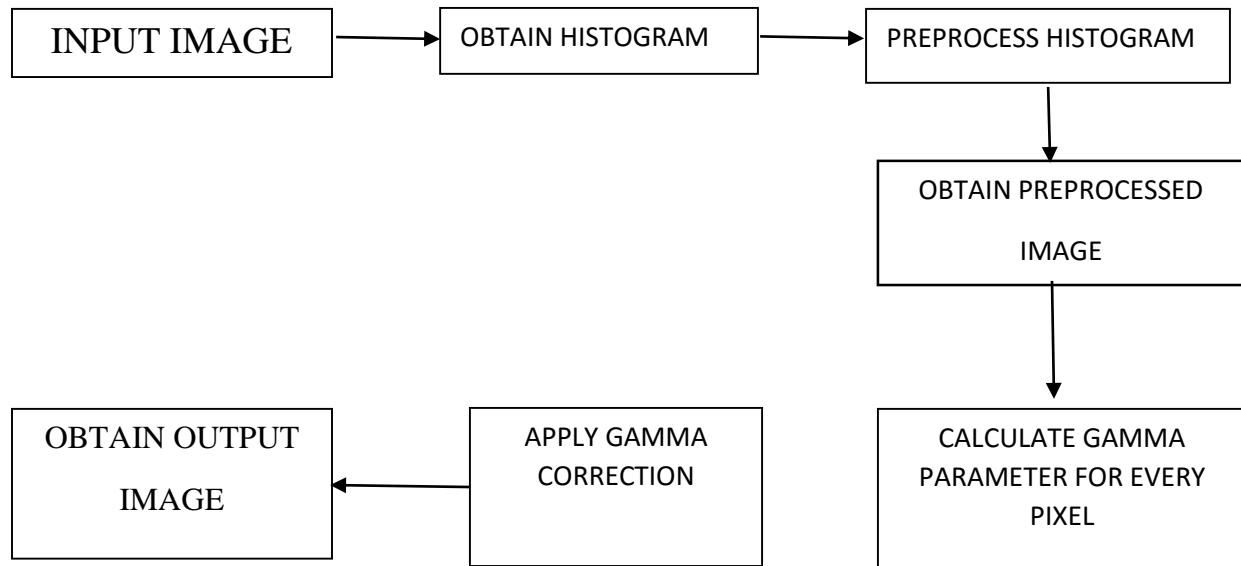 INPUT IMAGE
OBTAIN HISTOGRAM
PREPROCESS HISTOGRAM
OBTAIN PREPROCESSED
IMAGE
CALCULATE GAMMA
PARAMETER FOR EVERY
PIXEL
APPLY GAMMA
CORRECTION
OBTAIN OUTPUT
IMAGE